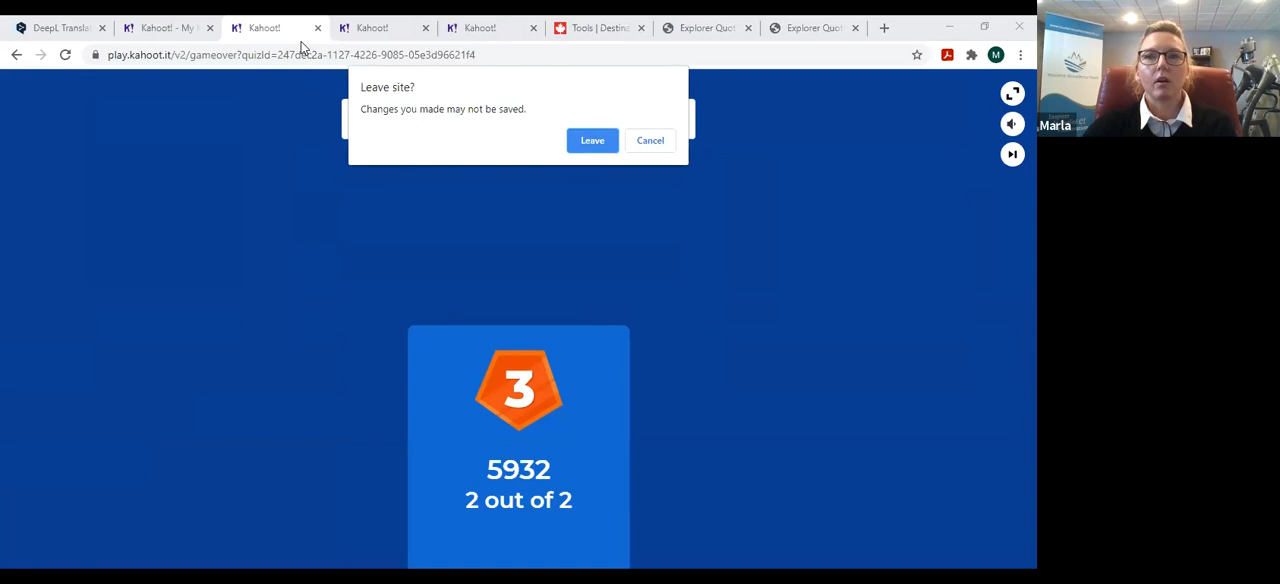 DeepL Transla
Kahoot! - My K
Kahoot!
Kahoot!
Kahoot!
Tools | Destina
Explorer Quot
Explorer Quot
play.kahoot.it/v2/gameover?quizId=247dec2a-1127-4226-9085-05e3d96621f4
M
Leave site?
Changes you made may not be saved.
Leave
Cancel
Marla
3
5932
2 out of 2